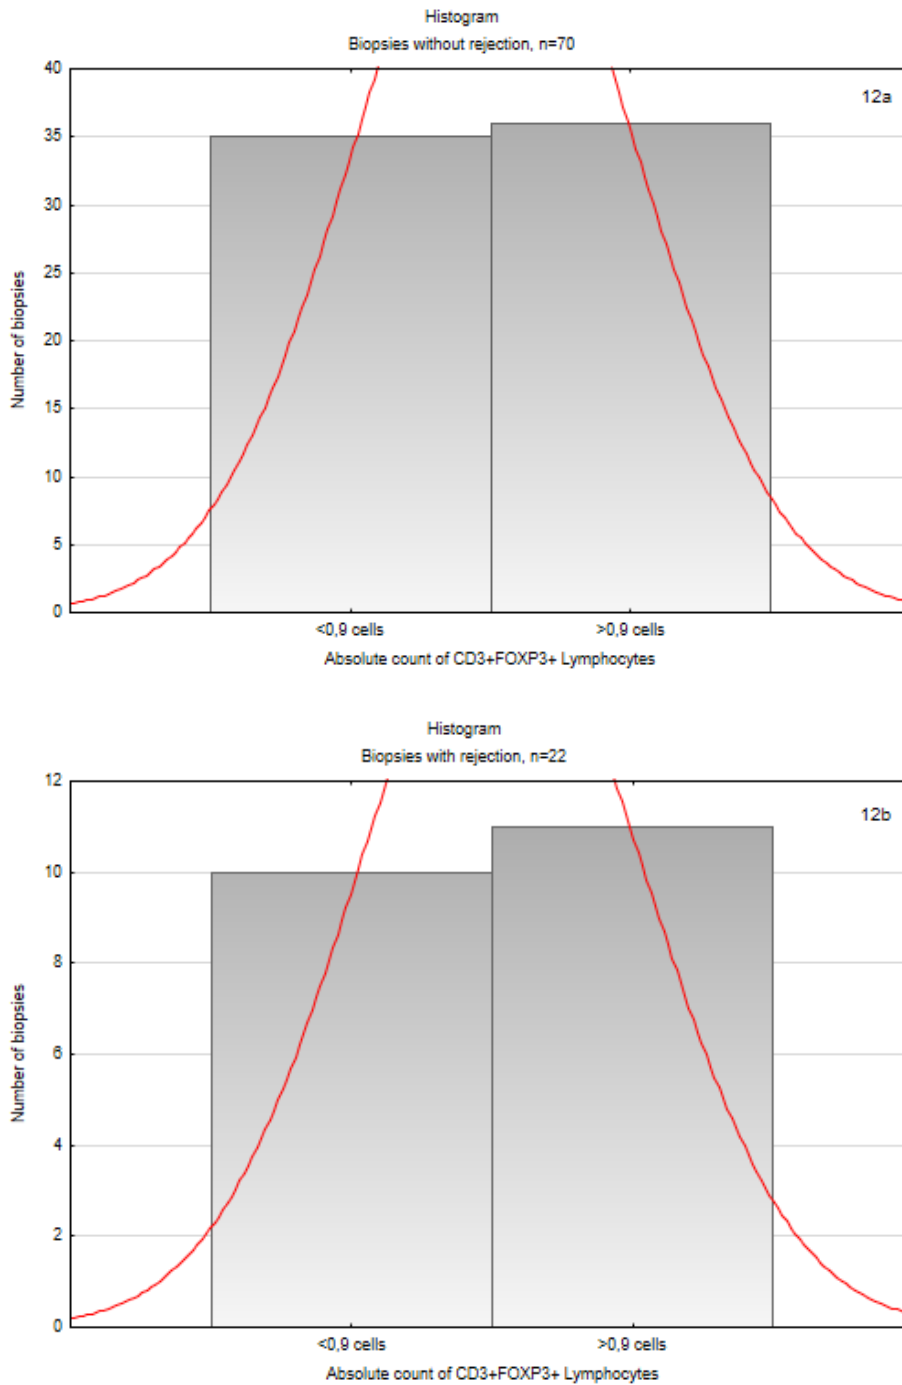 Histogram
Biopsies without rejection, n=70
12a
40
35
30
25
20
15
10
5
0
Number of biopsies
<0,9 cells
>0,9 cells
Absolute count of CD3+FOXP3+ Lymphocytes
Histogram
Biopsies with rejection, n=22
12b
12
10
8
6
4
2
0
Number of biopsies
<0,9 cells
>0,9 cells
Absolute count of CD3+FOXP3+ Lymphocytes